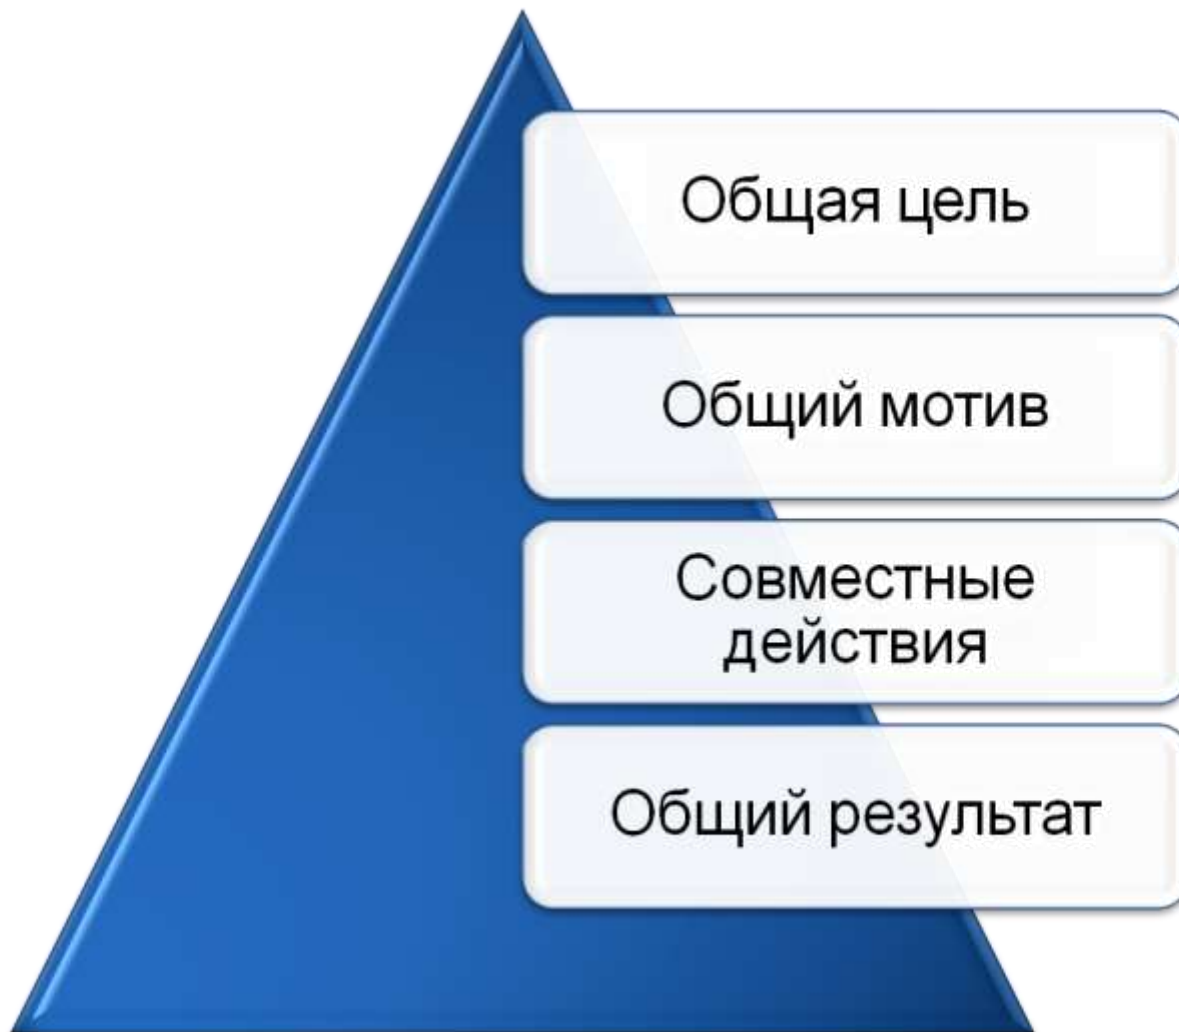 Общая цель
Общий мотив
Совместные
действия
Общий результат